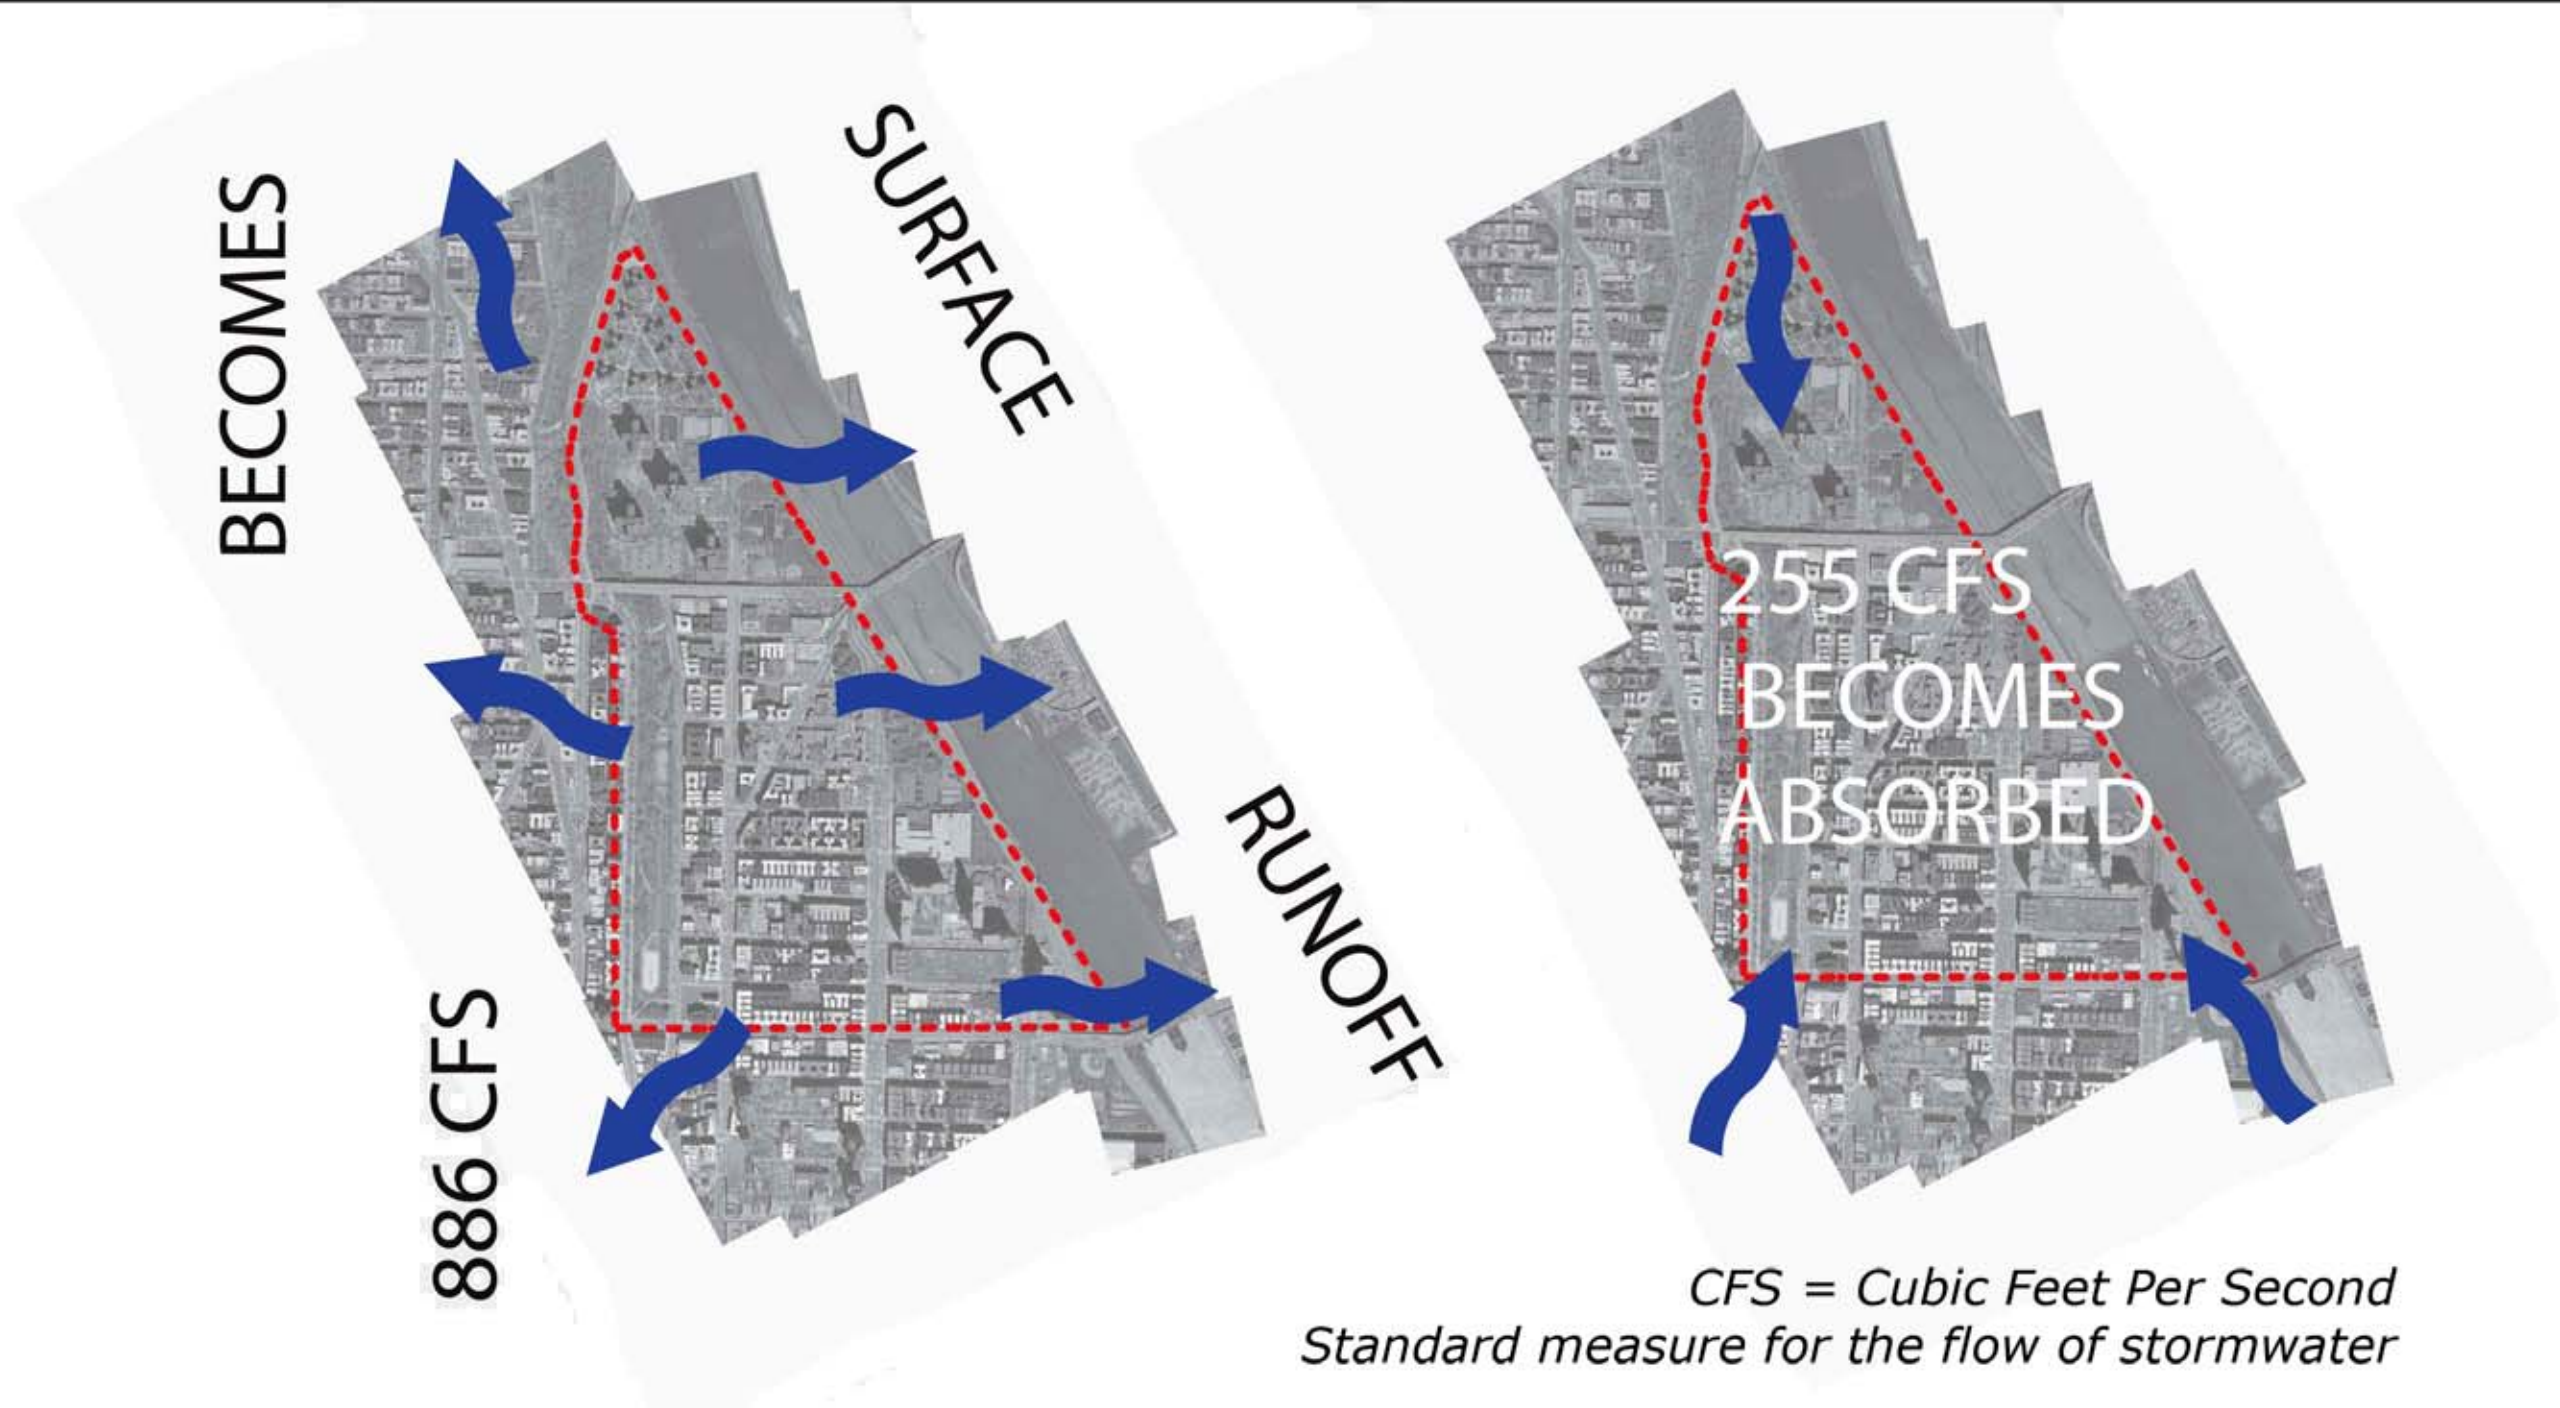 886 CFS
BECOMES
SURFACE
RUNOFF
255 CFS
BECOMES
ABSORBED
CFS = Cubic Feet Per Second
Standard measure for the flow of stormwater